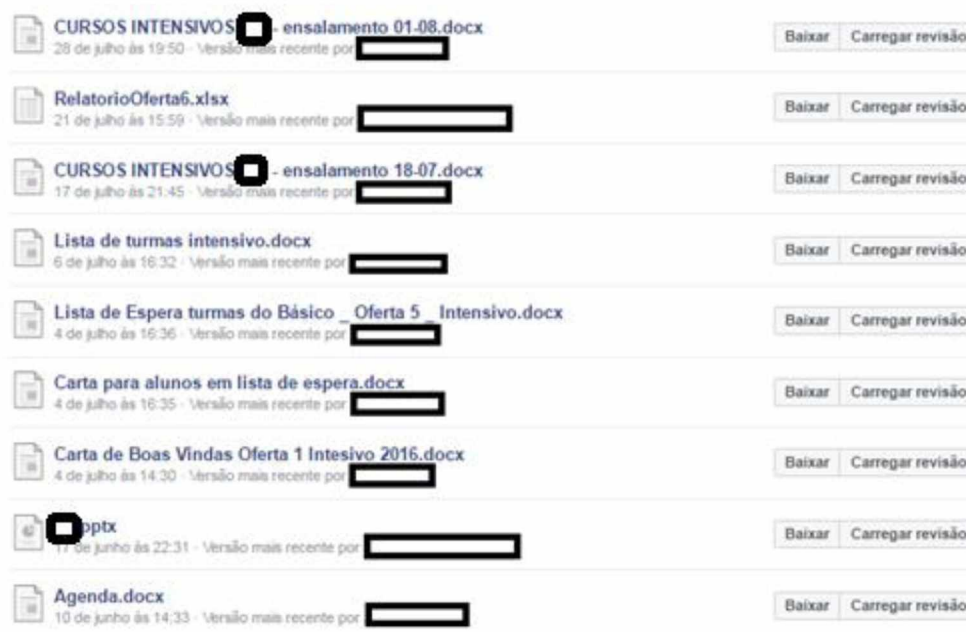 CURSOS INTENSIVOS - ensalamento 01-08.docx
28 de julho às 19:50 · Versão mais recente por
Baixar Carregar revisão
RelatorioOferta6.xlsx
21 de julho às 15:59 · Versão mais recente por
Baixar Carregar revisão
CURSOS INTENSIVOS - ensalamento 18-07.docx
17 de julho às 21:45 · Versão mais recente por
Baixar Carregar revisão
Lista de turmas intensivo.docx
6 de julho às 16:32 · Versão mais recente por
Baixar Carregar revisão
Lista de Espera turmas do Básico _ Oferta 5 _ Intensivo.docx
4 de julho às 16:36 · Versão mais recente por
Baixar Carregar revisão
Carta para alunos em lista de espera.docx
4 de julho às 16:35 · Versão mais recente por
Baixar Carregar revisão
Carta de Boas Vindas Oferta 1 Intesivo 2016.docx
4 de julho às 14:30 · Versão mais recente por
Baixar Carregar revisão
pptx
17 de junho às 22:31 · Versão mais recente por
Baixar Carregar revisão
Agenda.docx
10 de junho às 14:33 · Versão mais recente por
Baixar Carregar revisão